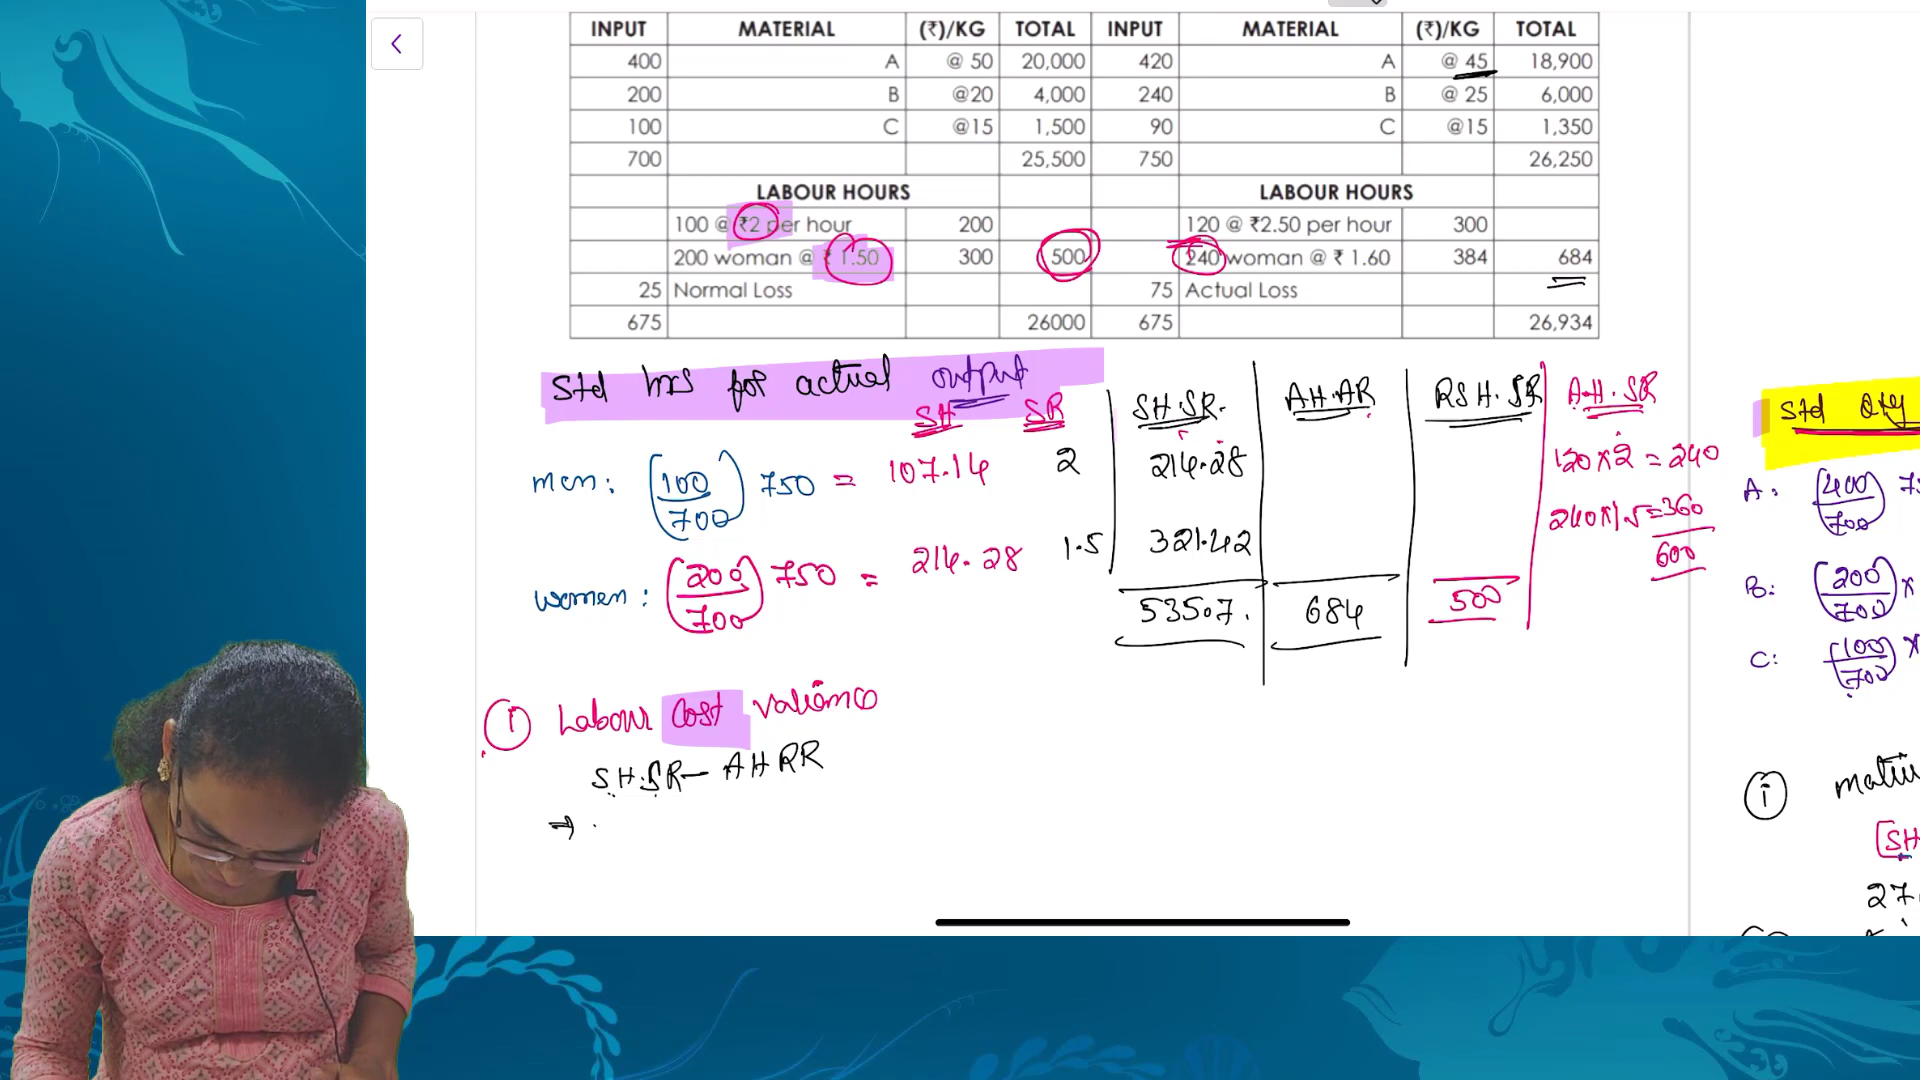 INPUT MATERIAL (₹)/KG TOTAL INPUT MATERIAL (₹)/KG TOTAL
400 A @ 50 20,000 420 A @ 45 18,900
200 B @20 4,000 240 B @ 25 6,000
100 C @15 1,500 90 C @15 1,350
700 25,500 750 26,250
LABOUR HOURS LABOUR HOURS
100 @ ₹2 per hour 200 120 @ ₹2.50 per hour 300
200 woman @ ₹ 1.50 300 500 240 woman @ ₹ 1.60 384 684
25 Normal Loss 75 Actual Loss
675 26000 675 26,934
Std hrs for actual output
SH SR SH.SR. AH.AR RSH.SR A.H.SR
men: (100/700) 750 = 107.14 2 214.28 120×2 = 240
women: (200/700) 750 = 214.28 1.5 321.42 240×1.5=360
600
535.07. 684 500
Std Qty
A: (400/700)
B: (200/700) ×
C: (100/700) ×
1 Labour cost
SH.SR - AH RR
⇒
i
[SH
27